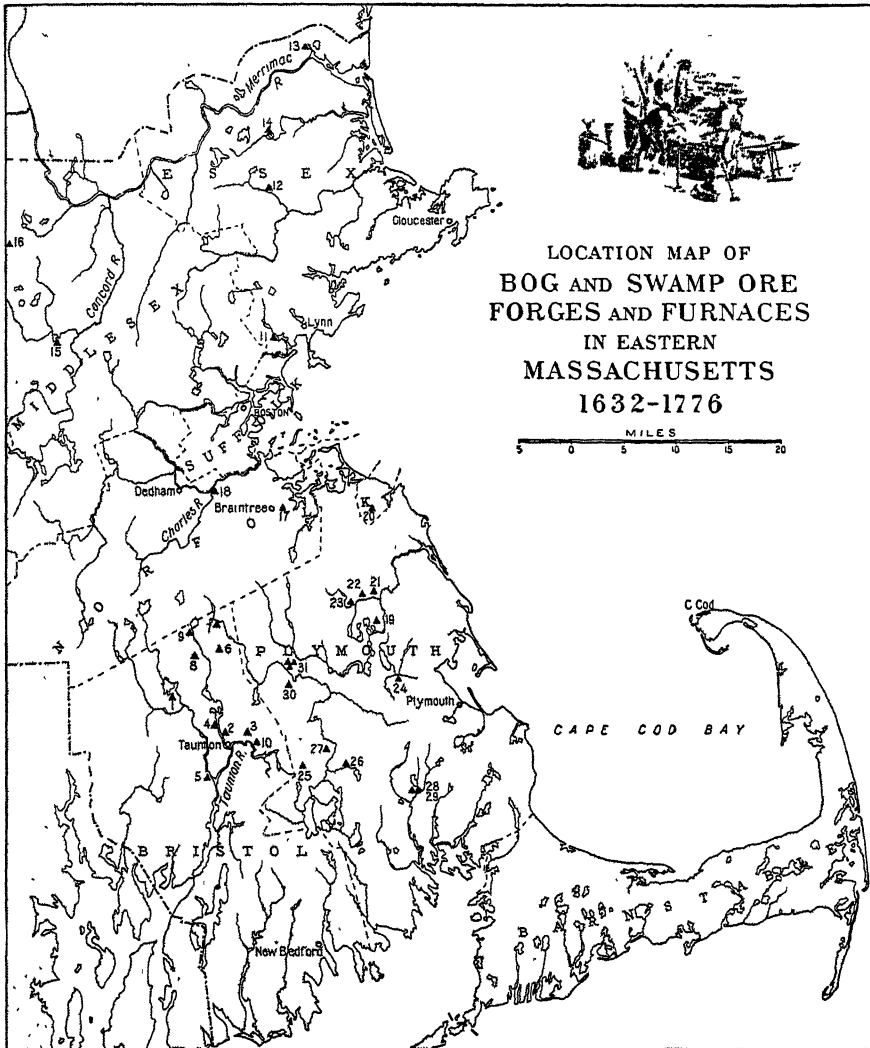 13
Merrimac
R
14
E S S E X
12
Gloucester
16
Concord R
LOCATION MAP OF
BOG AND SWAMP ORE
FORGES AND FURNACES
IN EASTERN
MASSACHUSETTS
1632-1776
MILES
5 0 5 10 15 20
Lynn
11
15
MIDDLESEX
BOSTON
SUFFOLK
Dedham
18
Charles R
Braintree
17
K
20
N O R F
22 21
23
19
C Cod
7
9
6
8
PLYMOUTH
31
30
24
1
Plymouth
4 2 3
Taunton
10
Taunton R.
CAPE COD BAY
27
5
25
26
28
29
BRISTOL
B A R N S T
New Bedford